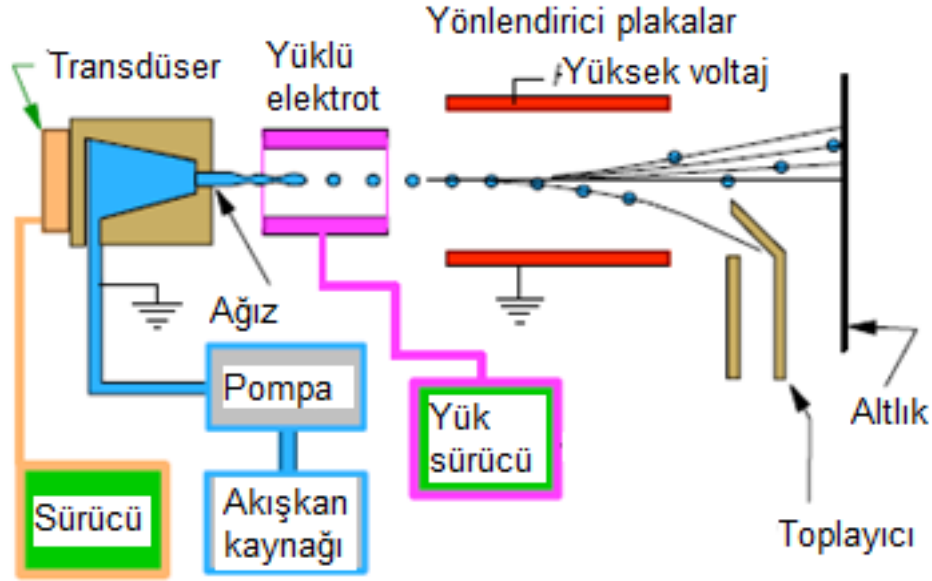 Yönlendirici plakalar
Transdüser
Yüklü
elektrot
Yüksek voltaj
Ağız
Pompa
Yük
sürücü
Altlık
Sürücü
Akışkan
kaynağı
Toplayıcı